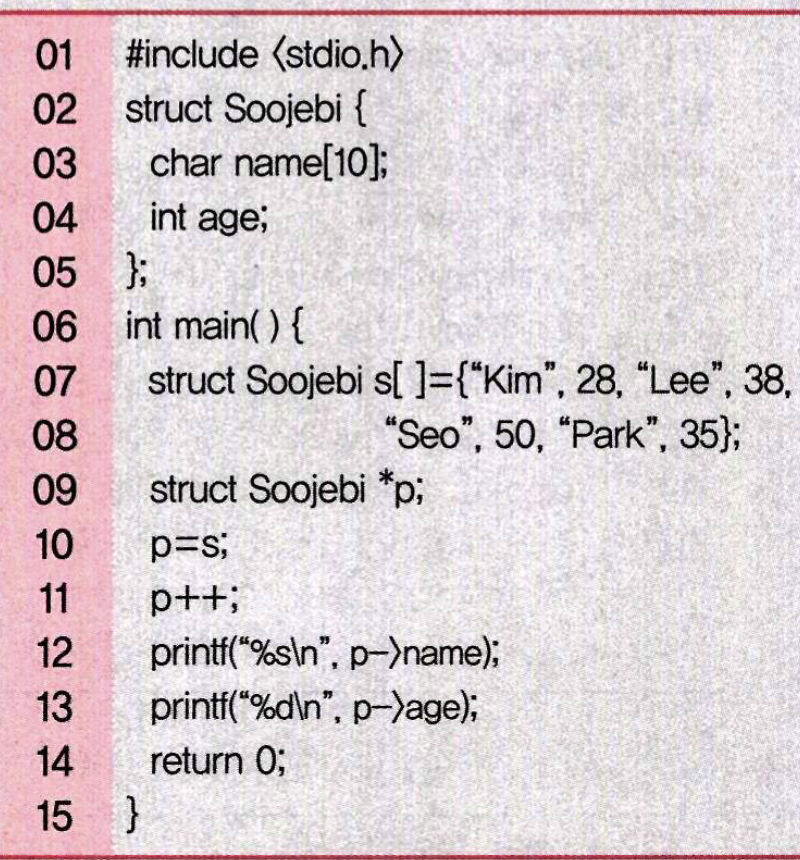 01 #include 〈stdio.h〉
02 struct Soojebi {
03 char name[10];
04 int age;
05 };
06 int main( ) {
07 struct Soojebi s[ ]={“Kim”, 28, “Lee”, 38,
08 “Seo”, 50, “Park”, 35};
09 struct Soojebi *p;
10 p=s;
11 p++;
12 printf(“%s\n”, p–〉name);
13 printf(“%d\n”, p–〉age);
14 return 0;
15 }